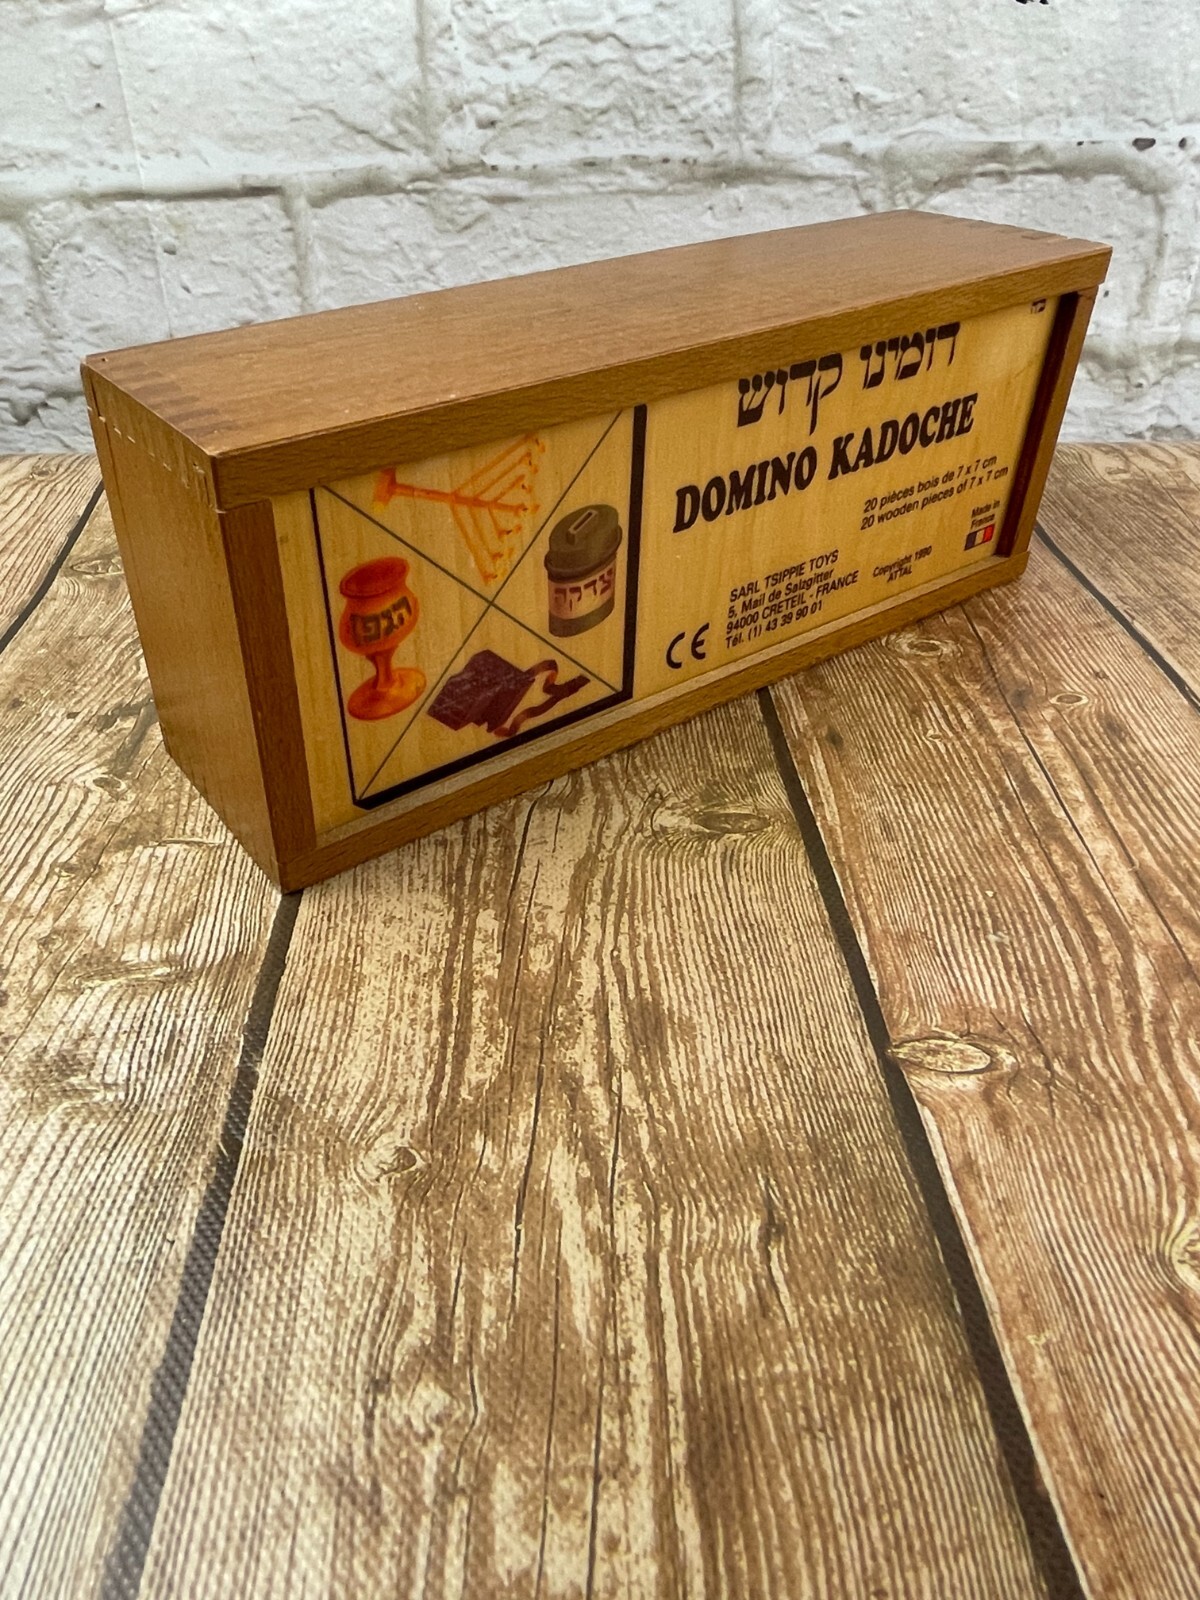 דומינו קדוש
DOMINO KADOCHE
20 pièces bois de 7 x 7 cm
20 wooden pieces of 7 x 7 cm
Made in
France
SARL TSIPPIE TOYS
5, Mail de Salzgitter
94000 CRETEIL - FRANCE
Tél. (1) 43 39 90 01
Copyright 1990
ATTAL
CE
הגפן
צדקה